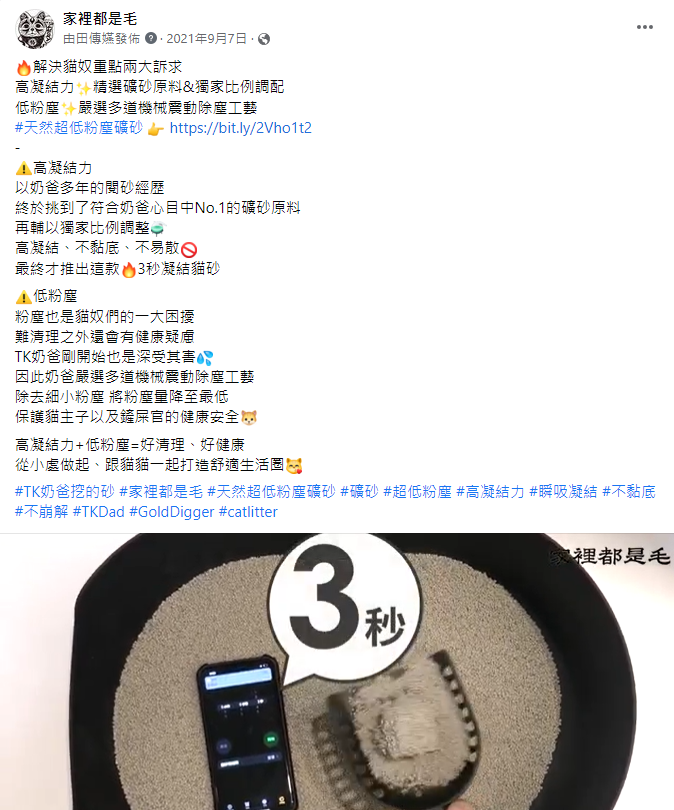 家裡都是毛
由田傳嬿發佈 · 2021年9月7日 ·
🔥解決貓奴重點兩大訴求
高凝結力✨精選礦砂原料&獨家比例調配
低粉塵✨嚴選多道機械震動除塵工藝
#天然超低粉塵礦砂 👉 https://bit.ly/2Vho1t2
-
⚠️高凝結力
以奶爸多年的閱砂經歷
終於挑到了符合奶爸心目中No.1的礦砂原料
再輔以獨家比例調整
高凝結、不黏底、不易散🚫
最終才推出這款🔥3秒凝結貓砂
⚠️低粉塵
粉塵也是貓奴們的一大困擾
難清理之外還會有健康疑慮
TK奶爸剛開始也是深受其害💦
因此奶爸嚴選多道機械震動除塵工藝
除去細小粉塵 將粉塵量降至最低
保護貓主子以及鏟屎官的健康安全🐱
高凝結力+低粉塵=好清理、好健康
從小處做起、跟貓貓一起打造舒適生活圈😽
#TK奶爸挖的砂 #家裡都是毛 #天然超低粉塵礦砂 #礦砂 #超低粉塵 #高凝結力 #瞬吸凝結 #不黏底
#不崩解 #TKDad #GoldDigger #catlitter
家裡都是毛
3秒